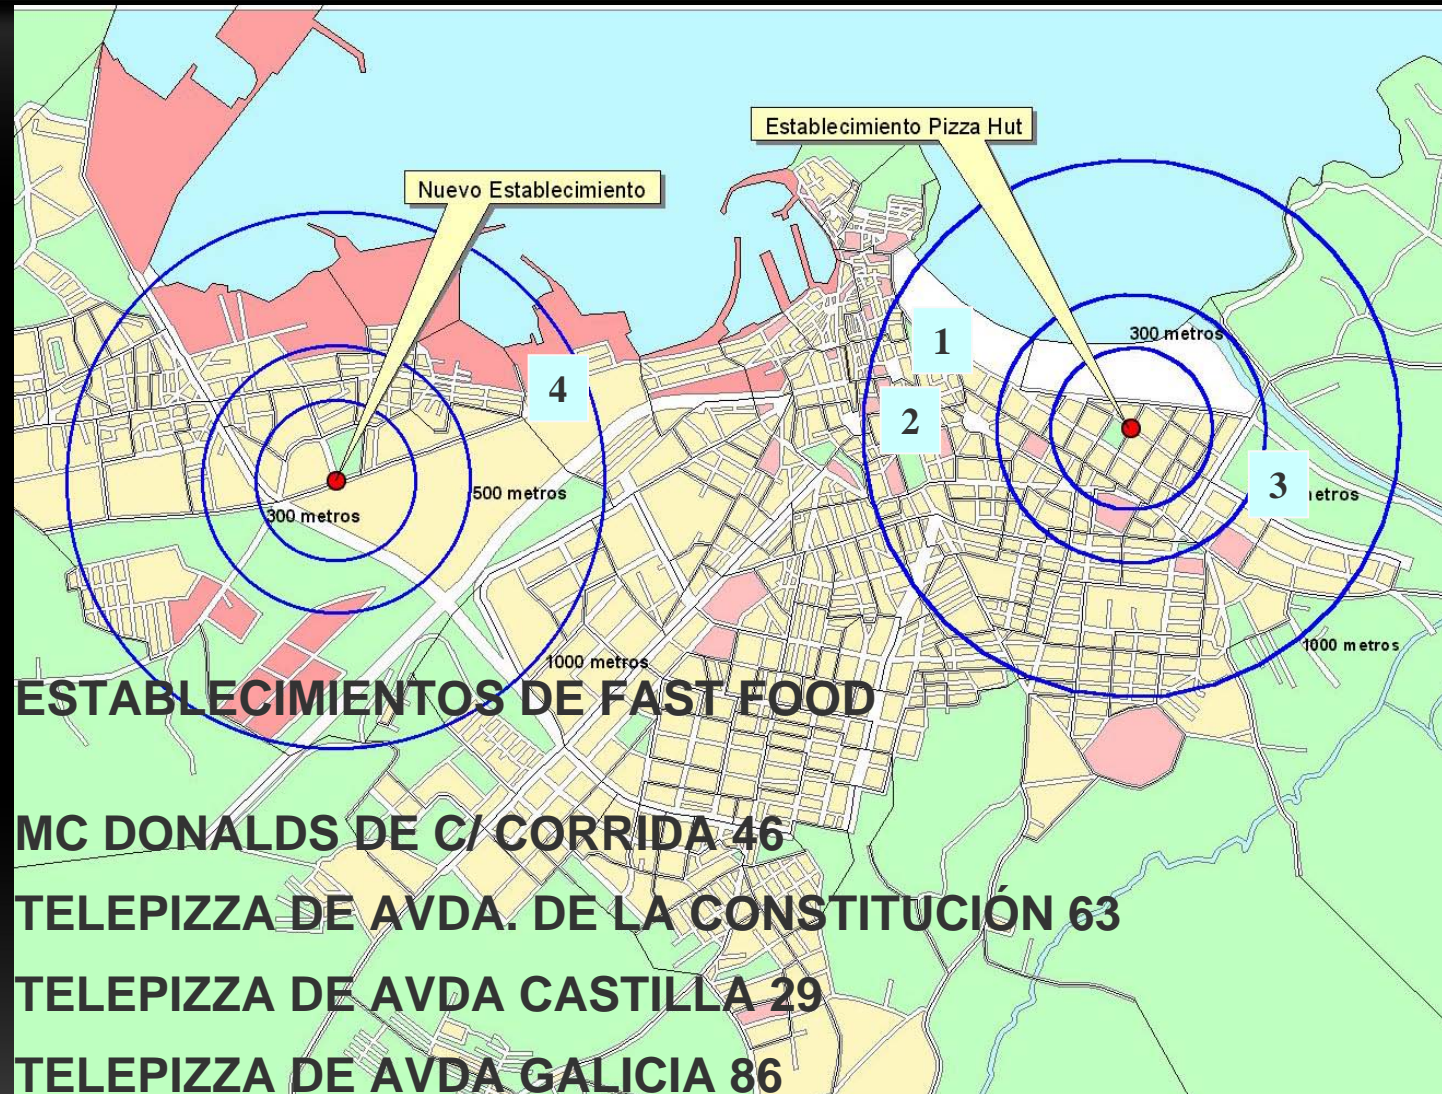 Establecimiento Pizza Hut
Nuevo Establecimiento
1
300 metros
4
2
3
etros
500 metros
300 metros
1000 metros
1000 metros
ESTABLECIMIENTOS DE FAST FOOD
MC DONALDS DE C/ CORRIDA 46
TELEPIZZA DE AVDA. DE LA CONSTITUCIÓN 63
TELEPIZZA DE AVDA CASTILLA 29
TELEPIZZA DE AVDA GALICIA 86